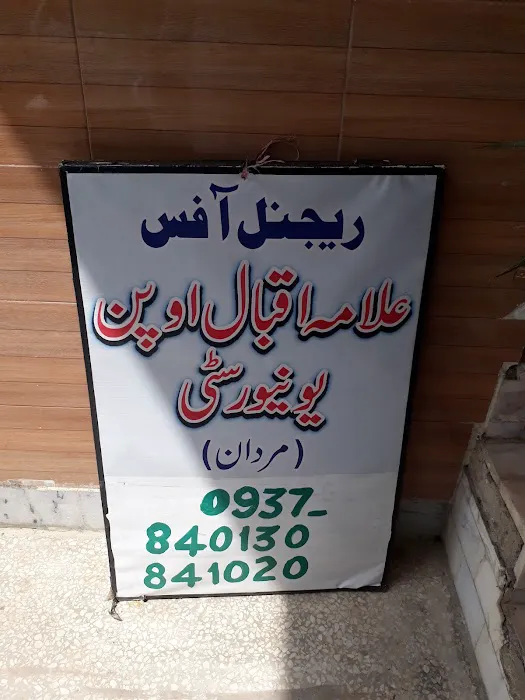 ریجنل آفس
علامہ اقبال اوپن
یونیورسٹی
(مردان)
0937-
840130
841020